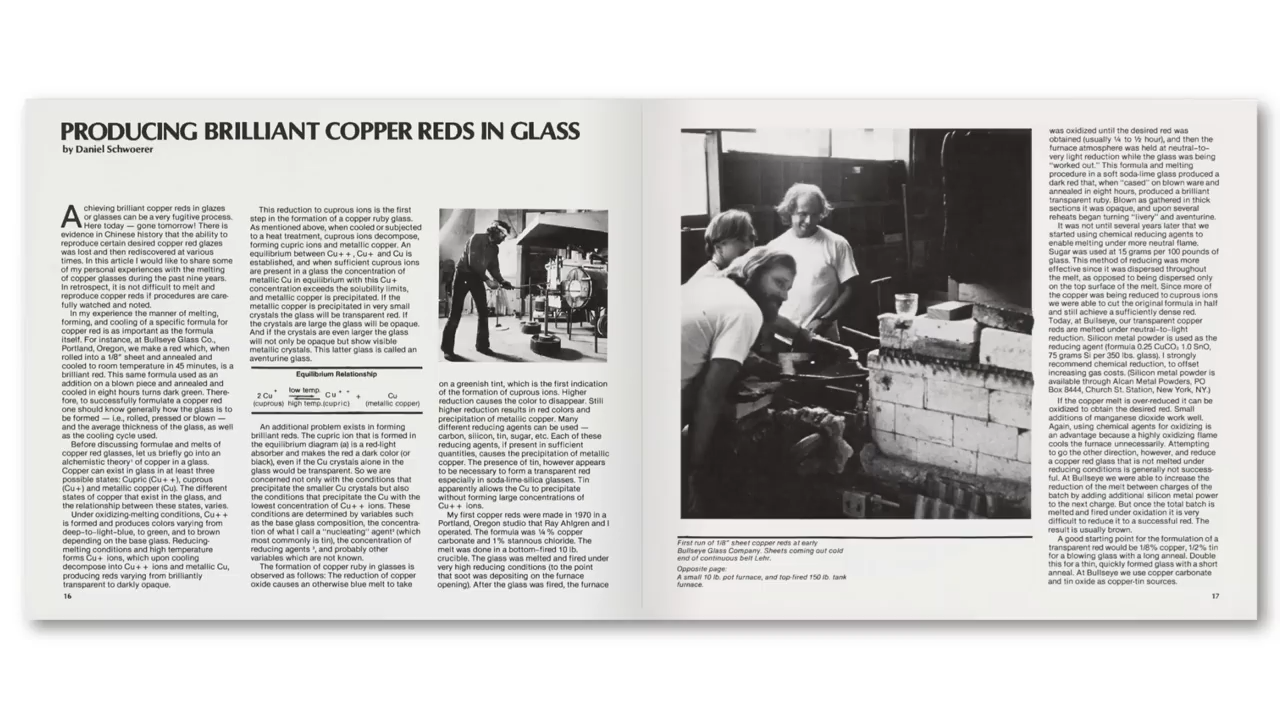 PRODUCING BRILLIANT COPPER REDS IN GLASS
by Daniel Schwoerer
Achieving brilliant copper reds in glazes
or glasses can be a very fugitive process.
Here today — gone tomorrow! There is
evidence in Chinese history that the ability to
reproduce certain desired copper red glazes
was lost and then rediscovered at various
times. In this article I would like to share some
of my personal experiences with the melting
of copper glasses during the past nine years.
In retrospect, it is not difficult to melt and
reproduce copper reds if procedures are care-
fully watched and noted.
In my experience the manner of melting,
forming, and cooling of a specific formula for
copper red is as important as the formula
itself. For instance, at Bullseye Glass Co.,
Portland, Oregon, we make a red which, when
rolled into a 1/8" sheet and annealed and
cooled to room temperature in 45 minutes, is a
brilliant red. This same formula used as an
addition on a blown piece and annealed and
cooled in eight hours turns dark green. There-
fore, to successfully formulate a copper red
one should know generally how the glass is to
be formed — i.e., rolled, pressed or blown —
and the average thickness of the glass, as well
as the cooling cycle used.
Before discussing formulae and melts of
copper red glasses, let us briefly go into an
alchemistic theory¹ of copper in a glass.
Copper can exist in glass in at least three
possible states: Cupric (Cu++), cuprous
(Cu+) and metallic copper (Cu). The different
states of copper that exist in the glass, and
the relationship between these states, varies.
Under oxidizing-melting conditions, Cu++
is formed and produces colors varying from
deep-to-light-blue, to green, and to brown
depending on the base glass. Reducing-
melting conditions and high temperature
forms Cu+ ions, which upon cooling
decompose into Cu++ ions and metallic Cu,
producing reds varying from brilliantly
transparent to darkly opaque.
16
This reduction to cuprous ions is the first
step in the formation of a copper ruby glass.
As mentioned above, when cooled or subjected
to a heat treatment, cuprous ions decompose,
forming cupric ions and metallic copper. An
equilibrium between Cu++, Cu+ and Cu is
established, and when sufficient cuprous ions
are present in a glass the concentration of
metallic Cu in equilibrium with this Cu+
concentration exceeds the solubility limits,
and metallic copper is precipitated. If the
metallic copper is precipitated in very small
crystals the glass will be transparent red. If
the crystals are large the glass will be opaque.
And if the crystals are even larger the glass
will not only be opaque but show visible
metallic crystals. This latter glass is called an
aventurine glass.
Equilibrium Relationship
2 Cu+ low temp. Cu++ + Cu
(cuprous) high temp. (cupric) (metallic copper)
An additional problem exists in forming
brilliant reds. The cupric ion that is formed in
the equilibrium diagram (a) is a red-light
absorber and makes the red a dark color (or
black), even if the Cu crystals alone in the
glass would be transparent. So we are
concerned not only with the conditions that
precipitate the smaller Cu crystals but also
the conditions that precipitate the Cu with the
lowest concentration of Cu++ ions. These
conditions are determined by variables such
as the base glass composition, the concentra-
tion of what I call a "nucleating" agent² (which
most commonly is tin), the concentration of
reducing agents ³, and probably other
variables which are not known.
The formation of copper ruby in glasses is
observed as follows: The reduction of copper
oxide causes an otherwise blue melt to take
on a greenish tint, which is the first indication
of the formation of cuprous ions. Higher
reduction causes the color to disappear. Still
higher reduction results in red colors and
precipitation of metallic copper. Many
different reducing agents can be used —
carbon, silicon, tin, sugar, etc. Each of these
reducing agents, if present in sufficient
quantities, causes the precipitation of metallic
copper. The presence of tin, however appears
to be necessary to form a transparent red
especially in soda-lime-silica glasses. Tin
apparently allows the Cu to precipitate
without forming large concentrations of
Cu++ ions.
My first copper reds were made in 1970 in a
Portland, Oregon studio that Ray Ahlgren and I
operated. The formula was ¼% copper
carbonate and 1% stannous chloride. The
melt was done in a bottom-fired 10 lb.
crucible. The glass was melted and fired under
very high reducing conditions (to the point
that soot was depositing on the furnace
opening). After the glass was fired, the furnace
First run of 1/8" sheet copper reds at early
Bullseye Glass Company. Sheets coming out cold
end of continuous bell Lehr.
Opposite page:
A small 10 lb. pot furnace, and top-fired 150 lb. tank
furnace.
was oxidized until the desired red was
obtained (usually ¼ to ½ hour), and then the
furnace atmosphere was held at neutral-to-
very light reduction while the glass was being
"worked out." This formula and melting
procedure in a soft soda-lime glass produced a
dark red that, when "cased" on blown ware and
annealed in eight hours, produced a brilliant
transparent ruby. Blown as gathered in thick
sections it was opaque, and upon several
reheats began turning "livery" and aventurine.
It was not until several years later that we
started using chemical reducing agents to
enable melting under more neutral flame.
Sugar was used at 15 grams per 100 pounds of
glass. This method of reducing was more
effective since it was dispersed throughout
the melt, as opposed to being dispersed only
on the top surface of the melt. Since more of
the copper was being reduced to cuprous ions
we were able to cut the original formula in half
and still achieve a sufficiently dense red.
Today, at Bullseye, our transparent copper
reds are melted under neutral-to-light
reduction. Silicon metal powder is used as the
reducing agent (formula 0.25 CuCO₃ 1.0 SnO,
75 grams Si per 350 lbs. glass). I strongly
recommend chemical reduction, to offset
increasing gas costs. (Silicon metal powder is
available through Alcan Metal Powders, PO
Box 8444, Church St. Station, New York, NY.)
If the copper melt is over-reduced it can be
oxidized to obtain the desired red. Small
additions of manganese dioxide work well.
Again, using chemical agents for oxidizing is
an advantage because a highly oxidizing flame
cools the furnace unnecessarily. Attempting
to go the other direction, however, and reduce
a copper red glass that is not melted under
reducing conditions is generally not success-
ful. At Bullseye we were able to increase the
reduction of the melt between charges of the
batch by adding additional silicon metal power
to the next charge. But once the total batch is
melted and fired under oxidation it is very
difficult to reduce it to a successful red. The
result is usually brown.
A good starting point for the formulation of a
transparent red would be 1/8% copper, 1/2% tin
for a blowing glass with a long anneal. Double
this for a thin, quickly formed glass with a short
anneal. At Bullseye we use copper carbonate
and tin oxide as copper-tin sources.
17